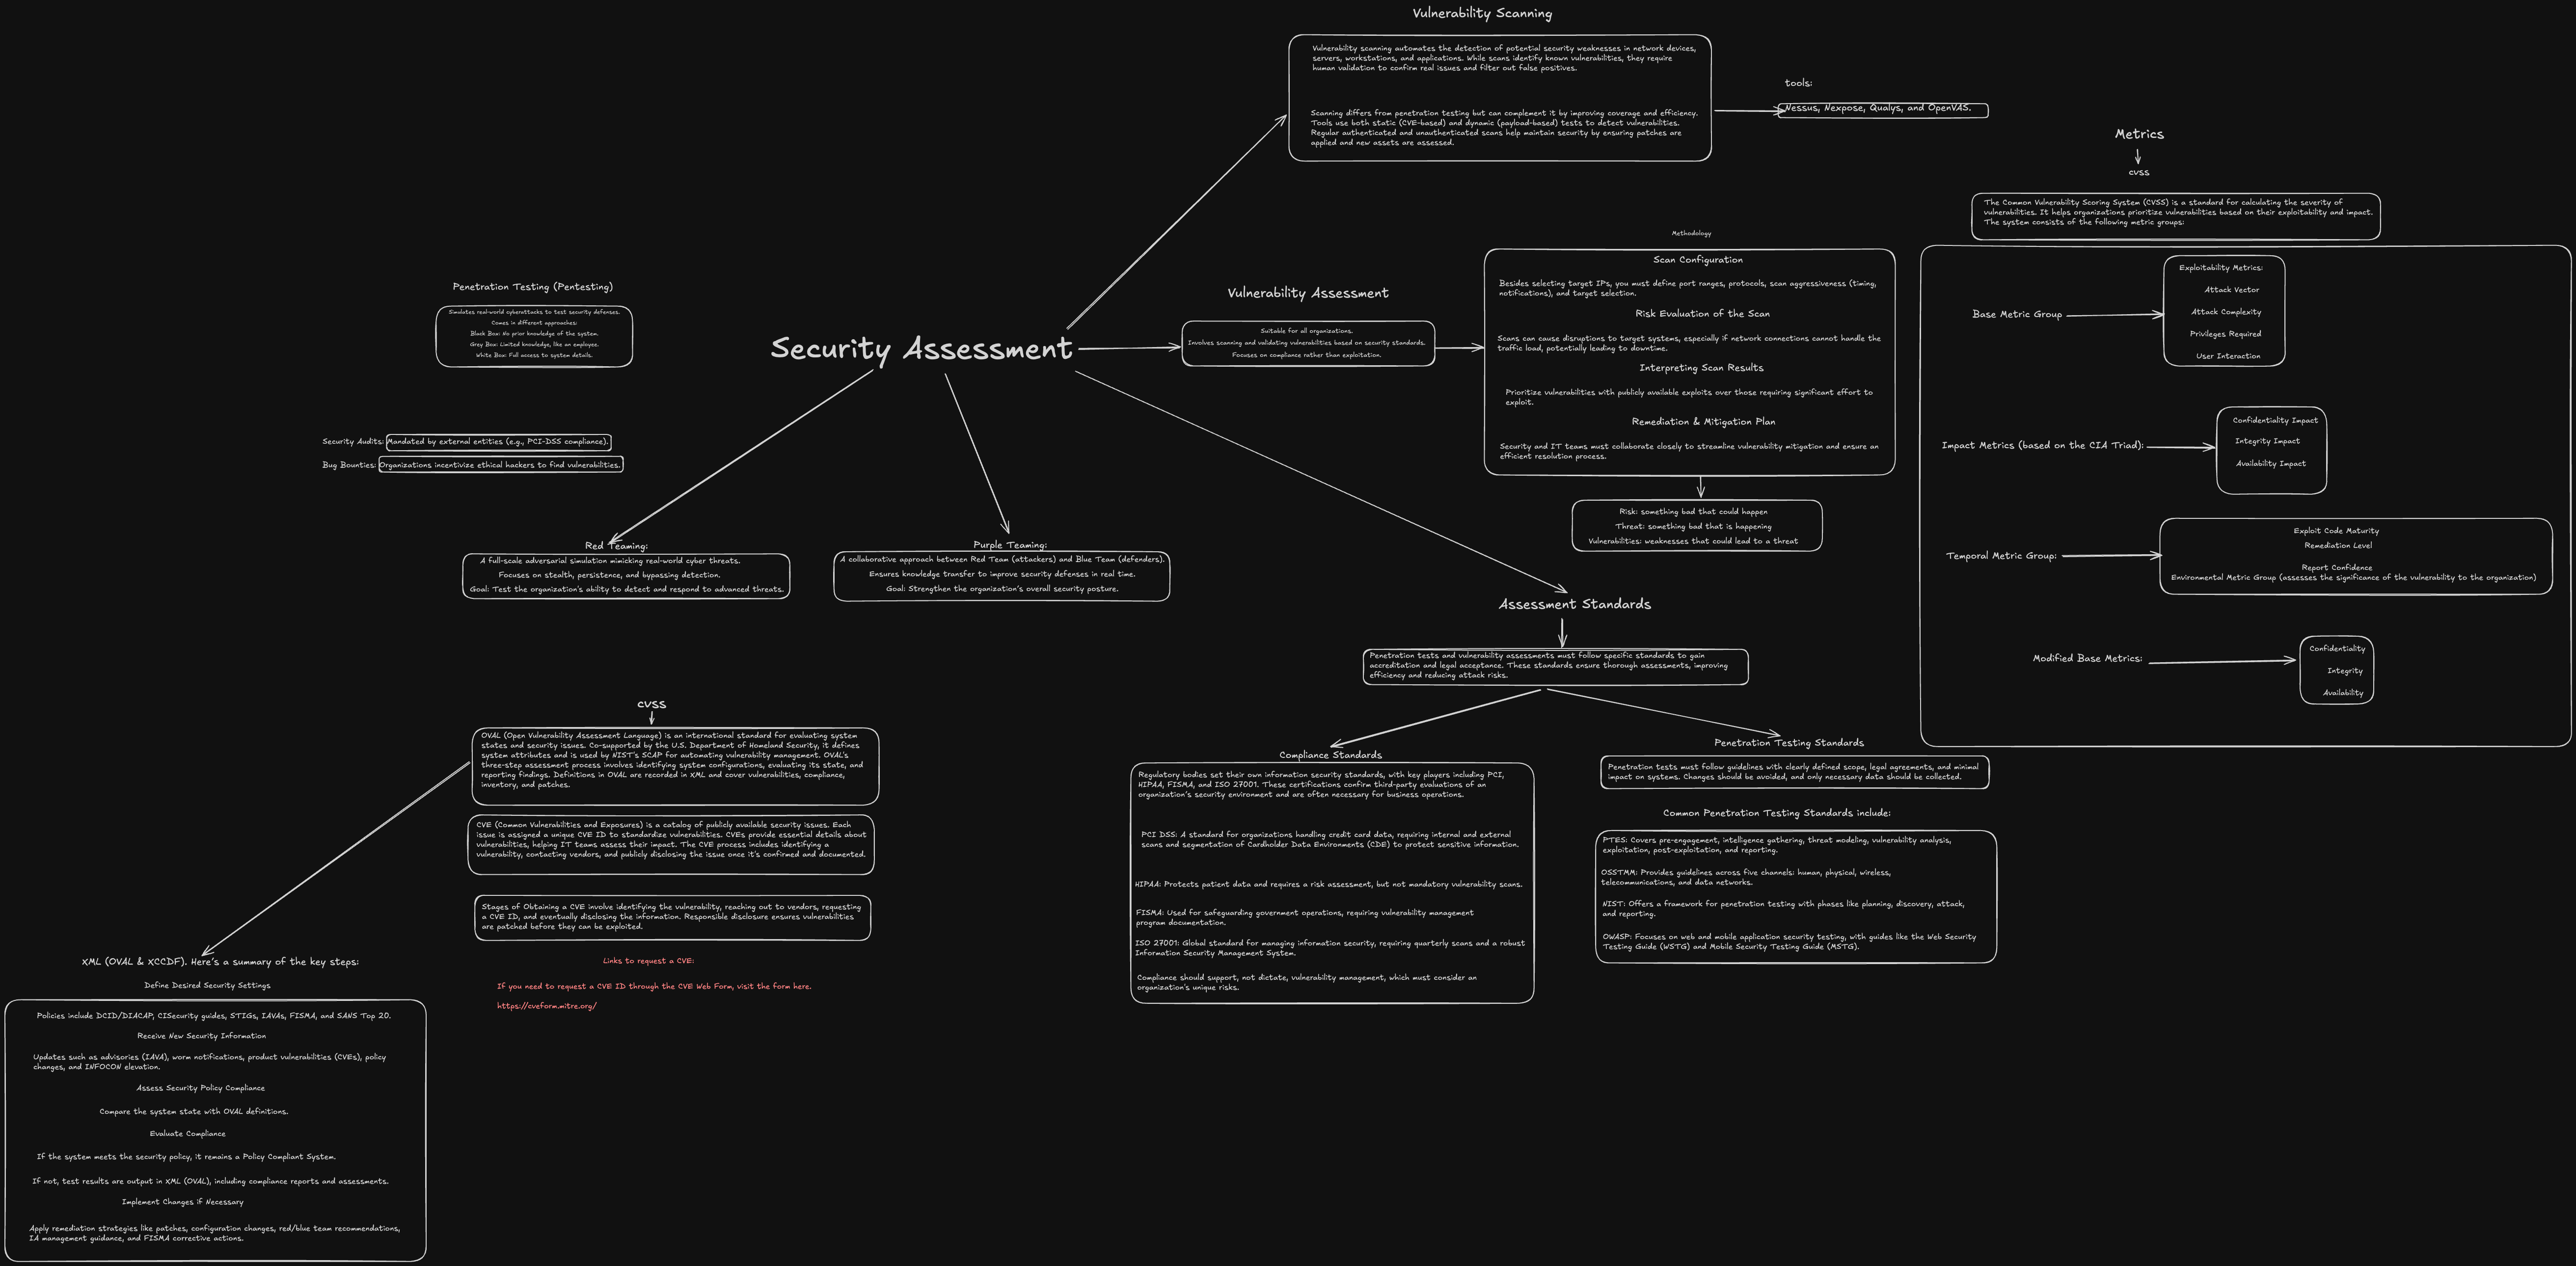 Vulnerability Scanning
Vulnerability scanning automates the detection of potential security weaknesses in network devices,
servers, workstations, and applications. While scans identify known vulnerabilities, they require
human validation to confirm real issues and filter out false positives.
Scanning differs from penetration testing but can complement it by improving coverage and efficiency.
Tools use both static (CVE-based) and dynamic (payload-based) tests to detect vulnerabilities.
Regular authenticated and unauthenticated scans help maintain security by ensuring patches are
applied and new assets are assessed.
tools:
Nessus, Nexpose, Qualys, and OpenVAS.
Metrics
cvss
The Common Vulnerability Scoring System (CVSS) is a standard for calculating the severity of
vulnerabilities. It helps organizations prioritize vulnerabilities based on their exploitability and impact.
The system consists of the following metric groups:
Base Metric Group
Exploitability Metrics:
Attack Vector
Attack Complexity
Privileges Required
User Interaction
Impact Metrics (based on the CIA Triad):
Confidentiality Impact
Integrity Impact
Availability Impact
Temporal Metric Group:
Exploit Code Maturity
Remediation Level
Report Confidence
Environmental Metric Group (assesses the significance of the vulnerability to the organization)
Modified Base Metrics:
Confidentiality
Integrity
Availability
Security Assessment
Penetration Testing (Pentesting)
Simulates real-world cyberattacks to test security defenses.
Comes in different approaches:
Black Box: No prior knowledge of the system.
Grey Box: Limited knowledge, like an employee.
White Box: Full access to system details.
Security Audits: Mandated by external entities (e.g., PCI-DSS compliance).
Bug Bounties: Organizations incentivize ethical hackers to find vulnerabilities.
Vulnerability Assessment
Suitable for all organizations.
Involves scanning and validating vulnerabilities based on security standards.
Focuses on compliance rather than exploitation.
Methodology
Scan Configuration
Besides selecting target IPs, you must define port ranges, protocols, scan aggressiveness (timing,
notifications), and target selection.
Risk Evaluation of the Scan
Scans can cause disruptions to target systems, especially if network connections cannot handle the
traffic load, potentially leading to downtime.
Interpreting Scan Results
Prioritize vulnerabilities with publicly available exploits over those requiring significant effort to
exploit.
Remediation & Mitigation Plan
Security and IT teams must collaborate closely to streamline vulnerability mitigation and ensure an
efficient resolution process.
Risk: something bad that could happen
Threat: something bad that is happening
Vulnerabilities: weaknesses that could lead to a threat
Red Teaming:
A full-scale adversarial simulation mimicking real-world cyber threats.
Focuses on stealth, persistence, and bypassing detection.
Goal: Test the organization's ability to detect and respond to advanced threats.
Purple Teaming:
A collaborative approach between Red Team (attackers) and Blue Team (defenders).
Ensures knowledge transfer to improve security defenses in real time.
Goal: Strengthen the organization's overall security posture.
Assessment Standards
Penetration tests and vulnerability assessments must follow specific standards to gain
accreditation and legal acceptance. These standards ensure thorough assessments, improving
efficiency and reducing attack risks.
Compliance Standards
Regulatory bodies set their own information security standards, with key players including PCI,
HIPAA, FISMA, and ISO 27001. These certifications confirm third-party evaluations of an
organization's security environment and are often necessary for business operations.
PCI DSS: A standard for organizations handling credit card data, requiring internal and external
scans and segmentation of Cardholder Data Environments (CDE) to protect sensitive information.
HIPAA: Protects patient data and requires a risk assessment, but not mandatory vulnerability scans.
FISMA: Used for safeguarding government operations, requiring vulnerability management
program documentation.
ISO 27001: Global standard for managing information security, requiring quarterly scans and a robust
Information Security Management System.
Compliance should support, not dictate, vulnerability management, which must consider an
organization's unique risks.
Penetration Testing Standards
Penetration tests must follow guidelines with clearly defined scope, legal agreements, and minimal
impact on systems. Changes should be avoided, and only necessary data should be collected.
Common Penetration Testing Standards include:
PTES: Covers pre-engagement, intelligence gathering, threat modeling, vulnerability analysis,
exploitation, post-exploitation, and reporting.
OSSTMM: Provides guidelines across five channels: human, physical, wireless,
telecommunications, and data networks.
NIST: Offers a framework for penetration testing with phases like planning, discovery, attack,
and reporting.
OWASP: Focuses on web and mobile application security testing, with guides like the Web Security
Testing Guide (WSTG) and Mobile Security Testing Guide (MSTG).
cvss
OVAL (Open Vulnerability Assessment Language) is an international standard for evaluating system
states and security issues. Co-supported by the U.S. Department of Homeland Security, it defines
system attributes and is used by NIST's SCAP for automating vulnerability management. OVAL's
three-step assessment process involves identifying system configurations, evaluating its state, and
reporting findings. Definitions in OVAL are recorded in XML and cover vulnerabilities, compliance,
inventory, and patches.
CVE (Common Vulnerabilities and Exposures) is a catalog of publicly available security issues. Each
issue is assigned a unique CVE ID to standardize vulnerabilities. CVEs provide essential details about
vulnerabilities, helping IT teams assess their impact. The CVE process includes identifying a
vulnerability, contacting vendors, and publicly disclosing the issue once it's confirmed and documented.
Stages of Obtaining a CVE involve identifying the vulnerability, reaching out to vendors, requesting
a CVE ID, and eventually disclosing the information. Responsible disclosure ensures vulnerabilities
are patched before they can be exploited.
Links to request a CVE:
If you need to request a CVE ID through the CVE Web Form, visit the form here.
https://cveform.mitre.org/
XML (OVAL & XCCDF). Here's a summary of the key steps:
Define Desired Security Settings
Policies include DCID/DIACAP, CISecurity guides, STIGs, IAVAs, FISMA, and SANS Top 20.
Receive New Security Information
Updates such as advisories (IAVA), worm notifications, product vulnerabilities (CVEs), policy
changes, and INFOCON elevation.
Assess Security Policy Compliance
Compare the system state with OVAL definitions.
Evaluate Compliance
If the system meets the security policy, it remains a Policy Compliant System.
If not, test results are output in XML (OVAL), including compliance reports and assessments.
Implement Changes if Necessary
Apply remediation strategies like patches, configuration changes, red/blue team recommendations,
IA management guidance, and FISMA corrective actions.